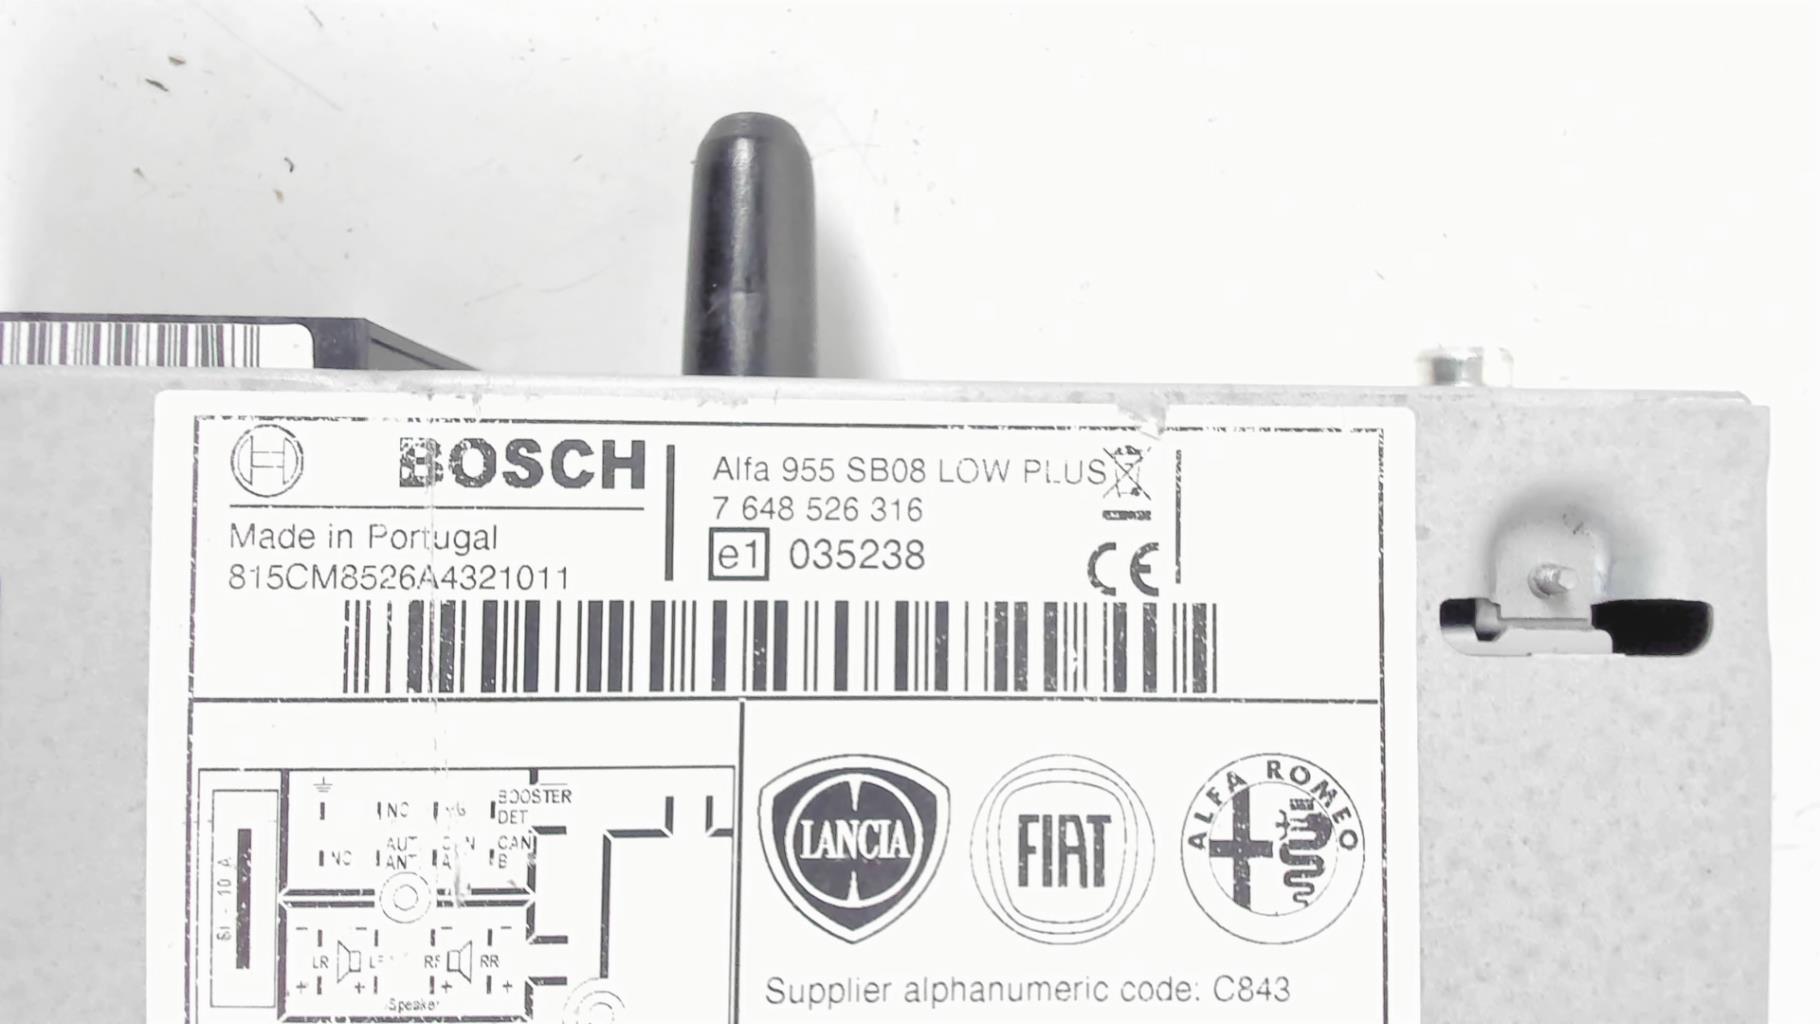 BOSCH
Alfa 955 SB08 LOW PLUS
7 648 526 316
Made in Portugal
e1 035238
CE
815CM8526A4321011
BOOSTER
NC
DET
AUT
CAN
NC
ANT
A
B
10 A
LANCIA
FIAT
ALFA ROMEO
- - - -
LR
RR
+ + + +
Speaker
Supplier alphanumeric code: C843